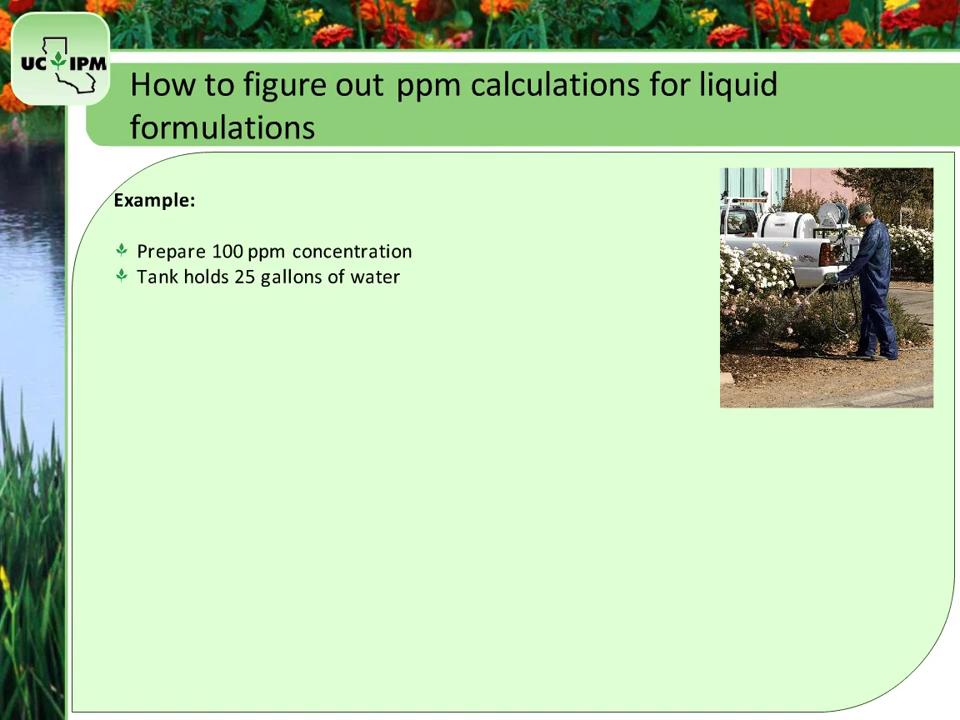 UC IPM
How to figure out ppm calculations for liquid
formulations
Example:
Prepare 100 ppm concentration
Tank holds 25 gallons of water